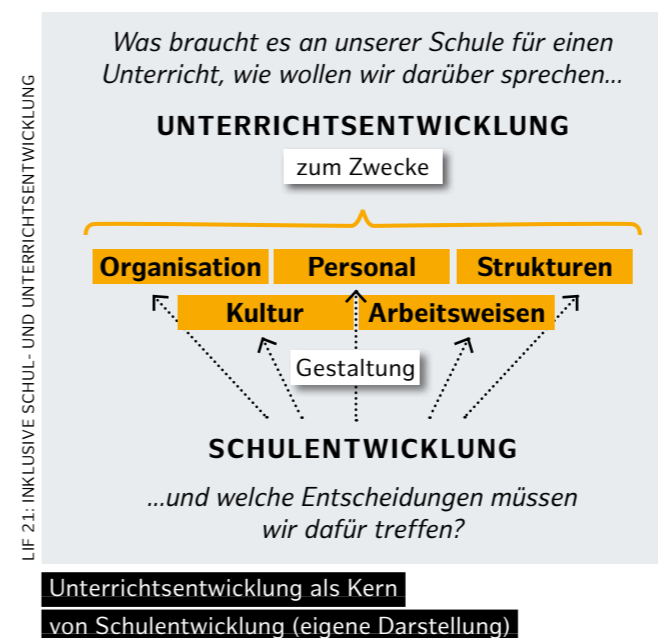 Was braucht es an unserer Schule für einen
Unterricht, wie wollen wir darüber sprechen...
UNTERRICHTSENTWICKLUNG
zum Zwecke
Organisation Personal Strukturen
Kultur Arbeitsweisen
Gestaltung
SCHULENTWICKLUNG
...und welche Entscheidungen müssen
wir dafür treffen?
LIF 21: INKLUSIVE SCHUL- UND UNTERRICHTSENTWICKLUNG
Unterrichtsentwicklung als Kern
von Schulentwicklung (eigene Darstellung)